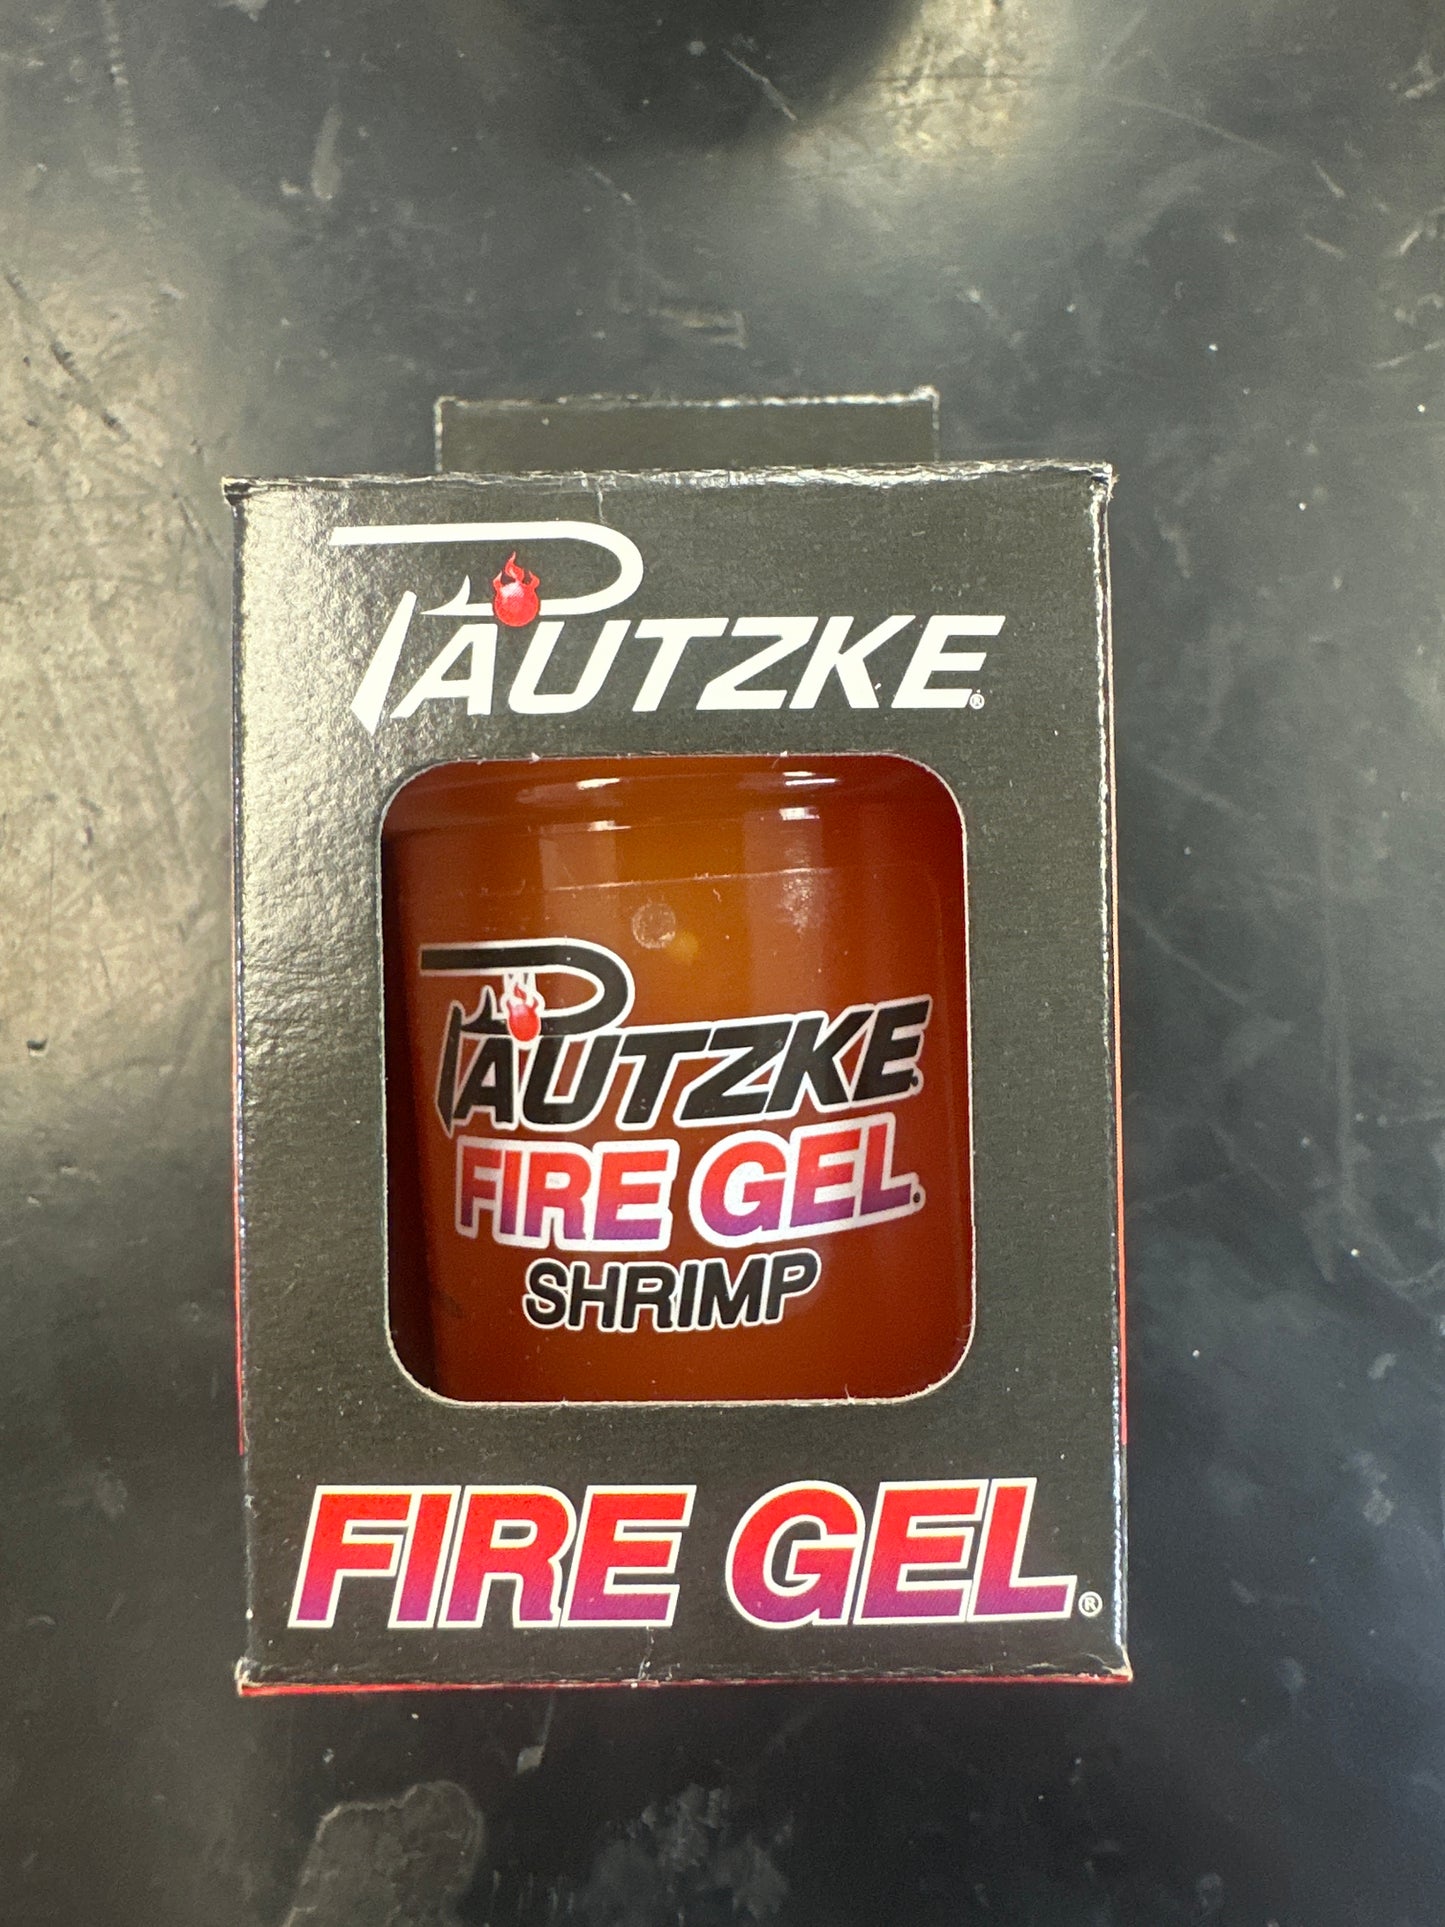 PAUTZKE®
PAUTZKE
FIRE GEL
SHRIMP
FIRE GEL®